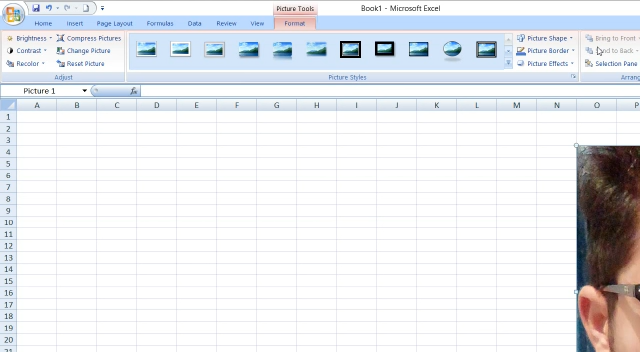 Picture Tools
Book1 - Microsoft Excel
Home Insert Page Layout Formulas Data Review View Format
Brightness Compress Pictures Picture Shape Bring to Front
Contrast Change Picture Picture Border to Back
Recolor Reset Picture Picture Effects Selection Pane
Adjust Picture Styles Arrang
Picture 1 fx
A B C D E F G H I J K L M N O P
1
2
3
4
5
6
7
8
9
10
11
12
13
14
15
16
17
18
19
20
21